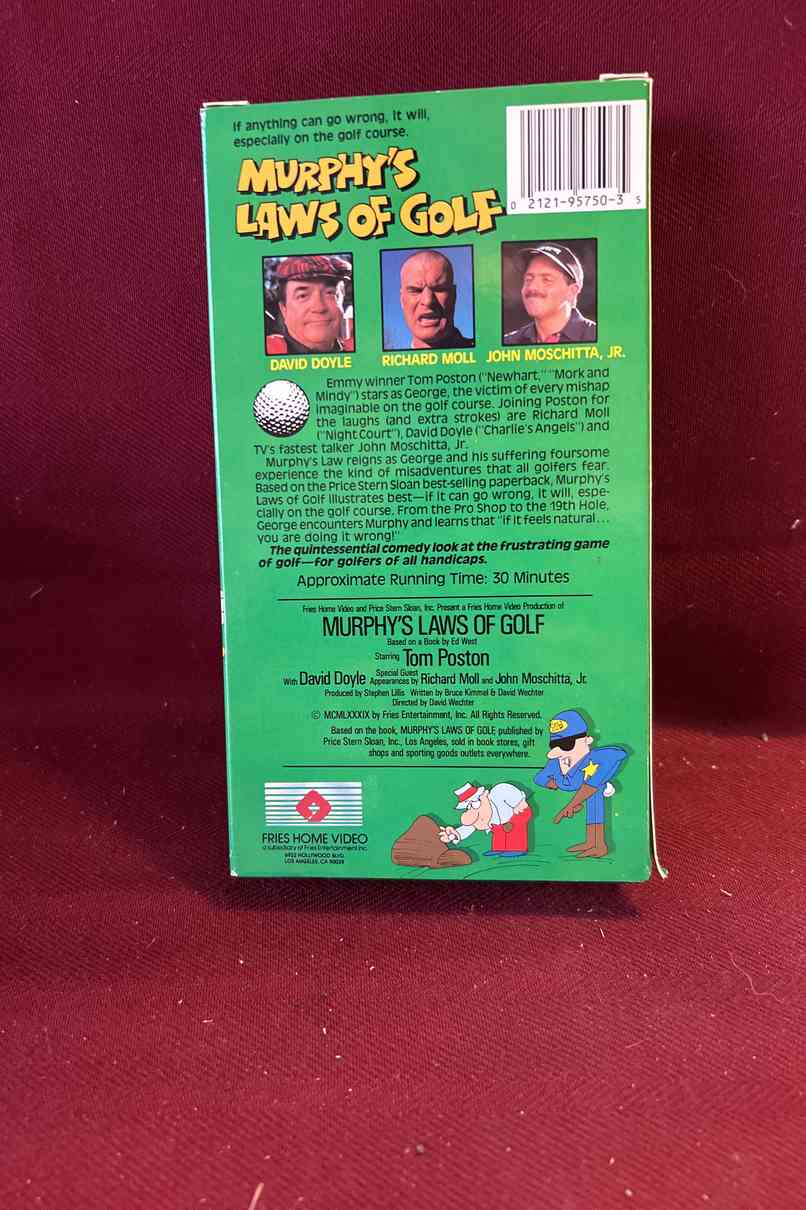 If anything can go wrong, it will,
especially on the golf course.
MURPHY'S
LAWS OF GOLF
0 2121-95750-3 5
DAVID DOYLE
RICHARD MOLL
JOHN MOSCHITTA, JR.
Emmy winner Tom Poston ("Newhart," "Mork and
Mindy") stars as George, the victim of every mishap
imaginable on the golf course. Joining Poston for
the laughs (and extra strokes) are Richard Moll
("Night Court"), David Doyle ("Charlie's Angels") and
TV's fastest talker John Moschitta, Jr.
Murphy's Law reigns as George and his suffering foursome
experience the kind of misadventures that all golfers fear.
Based on the Price Stern Sloan best-selling paperback, Murphy's
Laws of Golf illustrates best—if it can go wrong, it will, espe-
cially on the golf course. From the Pro Shop to the 19th Hole,
George encounters Murphy and learns that "if it feels natural...
you are doing it wrong!"
The quintessential comedy look at the frustrating game
of golf—for golfers of all handicaps.
Approximate Running Time: 30 Minutes
Fries Home Video and Price Stern Sloan, Inc. Present a Fries Home Video Production of
MURPHY'S LAWS OF GOLF
Based on a Book by Ed West
Starring Tom Poston
With David Doyle Special Guest Appearances by Richard Moll and John Moschitta, Jr.
Produced by Stephen Lillis Written by Bruce Kimmel & David Wechter
Directed by David Wechter
© MCMLXXXIX by Fries Entertainment, Inc. All Rights Reserved.
Based on the book, MURPHY'S LAWS OF GOLF, published by
Price Stern Sloan, Inc., Los Angeles, sold in book stores, gift
shops and sporting goods outlets everywhere.
FRIES HOME VIDEO
a subsidiary of Fries Entertainment Inc.
6922 HOLLYWOOD BLVD.
LOS ANGELES, CA 90028